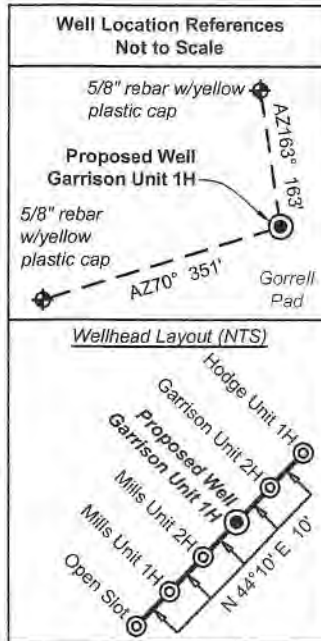 Well Location References
Not to Scale
5/8" rebar w/yellow
plastic cap
AZ163° 163'
Proposed Well
Garrison Unit 1H
5/8" rebar
w/yellow
plastic cap
AZ70° 351'
Gorrell
Pad
Wellhead Layout (NTS)
Hodge Unit 1H
Garrison Unit 2H
Proposed Well
Garrison Unit 1H
Mills Unit 2H
Mills Unit 1H
Open Slot
N 44°10' E 10'